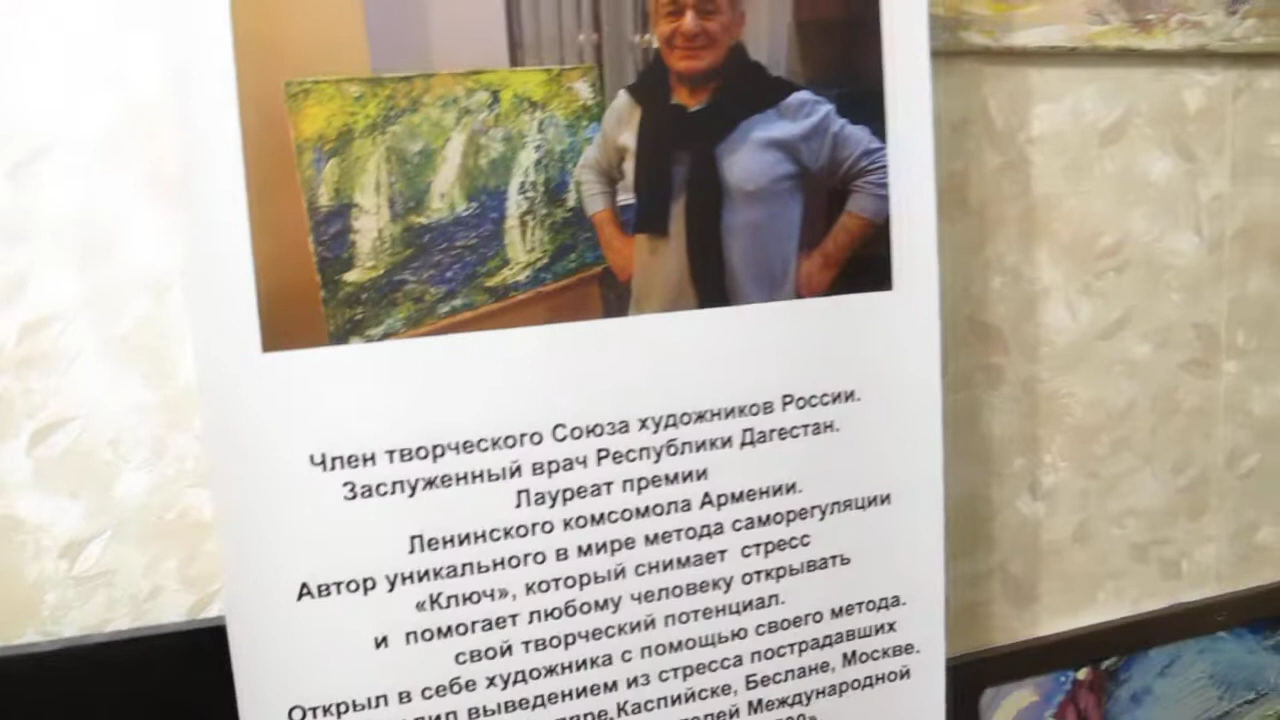 Член творческого Союза художников России.
Заслуженный врач Республики Дагестан.
Лауреат премии
Ленинского комсомола Армении.
Автор уникального в мире метода саморегуляции
«Ключ», который снимает стресс
и помогает любому человеку открывать
свой творческий потенциал.
Открыл в себе художника с помощью своего метода.
выведением из стресса пострадавших
Каспийске, Беслане, Москве.
Международной